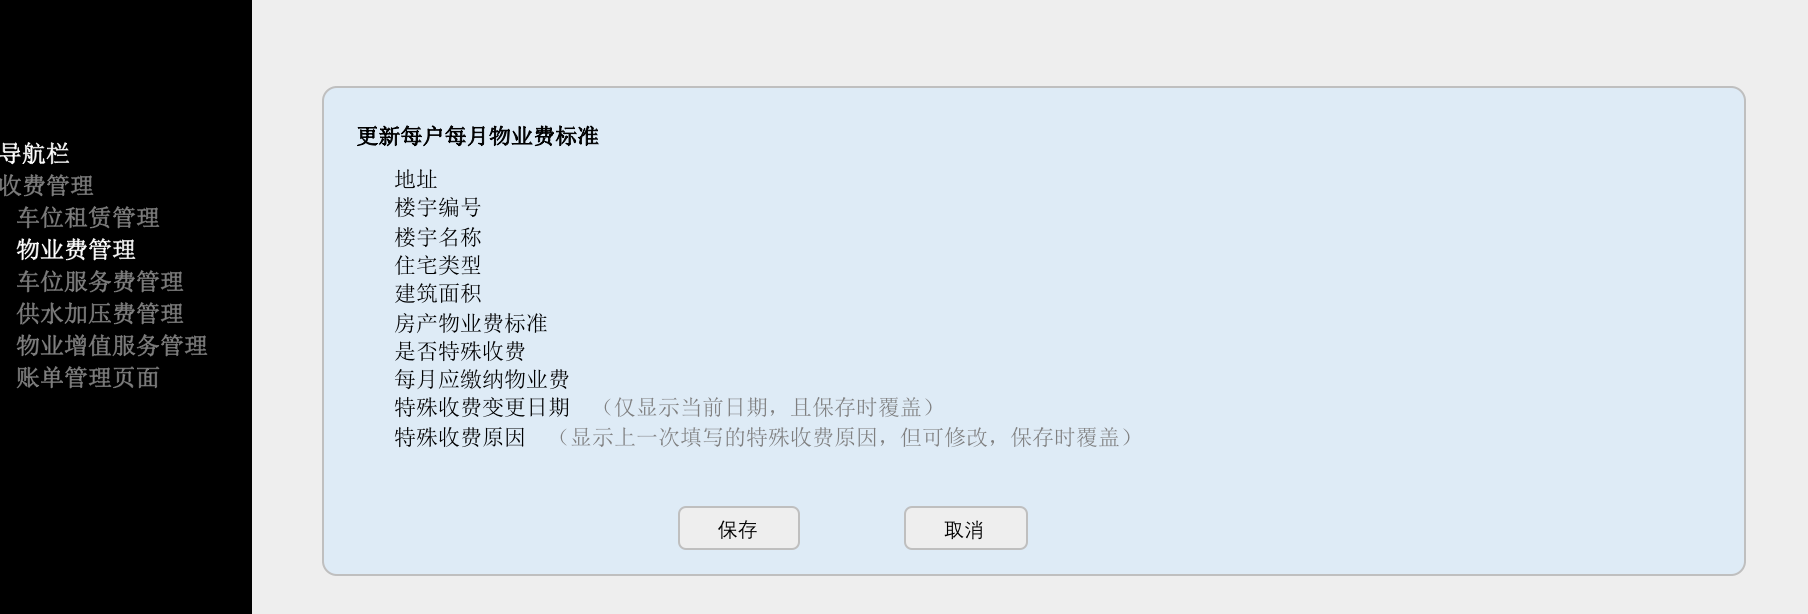 导航栏
收费管理
车位租赁管理
物业费管理
车位服务费管理
供水加压费管理
物业增值服务管理
账单管理页面
更新每户每月物业费标准
地址
楼宇编号
楼宇名称
住宅类型
建筑面积
房产物业费标准
是否特殊收费
每月应缴纳物业费
特殊收费变更日期 （仅显示当前日期，且保存时覆盖）
特殊收费原因 （显示上一次填写的特殊收费原因，但可修改，保存时覆盖）
保存 取消